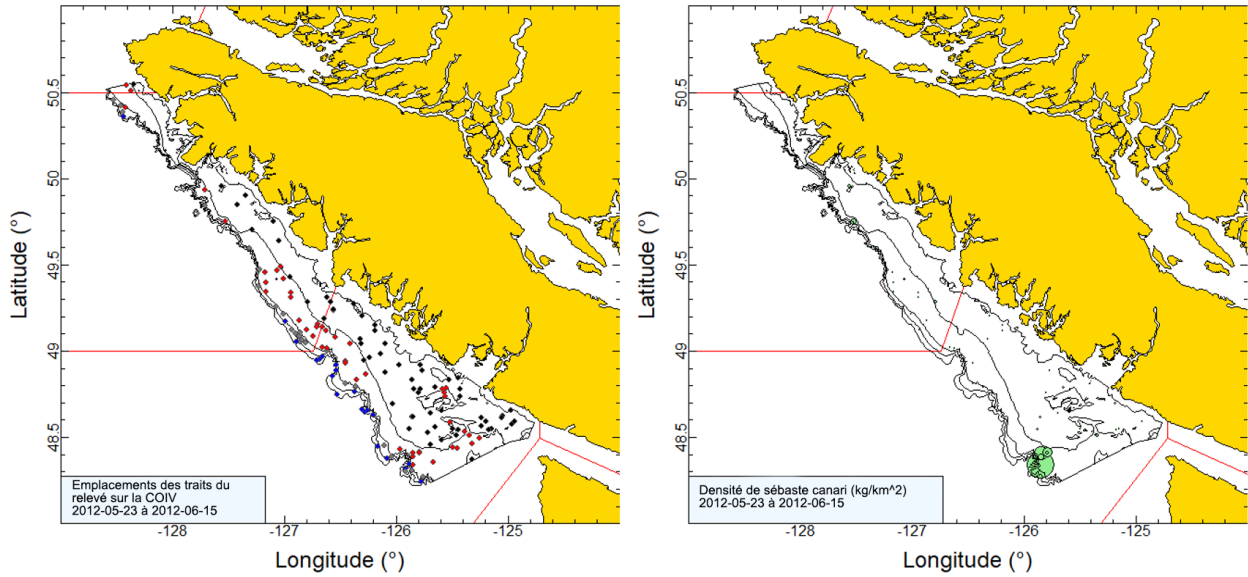 50.5
50
49.5
49
48.5
Latitude (°)
Emplacements des traits du
relevé sur la COIV
2012-05-23 à 2012-06-15
-128
-127
-126
-125
Longitude (°)
50.5
50
49.5
49
48.5
Latitude (°)
Densité de sébaste canari (kg/km^2)
2012-05-23 à 2012-06-15
-128
-127
-126
-125
Longitude (°)